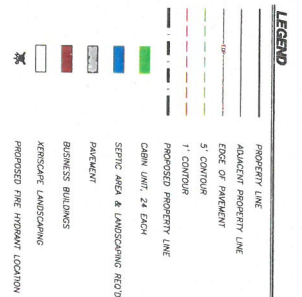 LEGEND
PROPERTY LINE
ADJACENT PROPERTY LINE
EDGE OF PAVEMENT
5' CONTOUR
1' CONTOUR
PROPOSED PROPERTY LINE
CABIN UNIT, 24 EACH
SEPTIC AREA & LANDSCAPING REQ'D
PAVEMENT
BUSINESS BUILDINGS
XERISCAPE LANDSCAPING
PROPOSED FIRE HYDRANT LOCATION